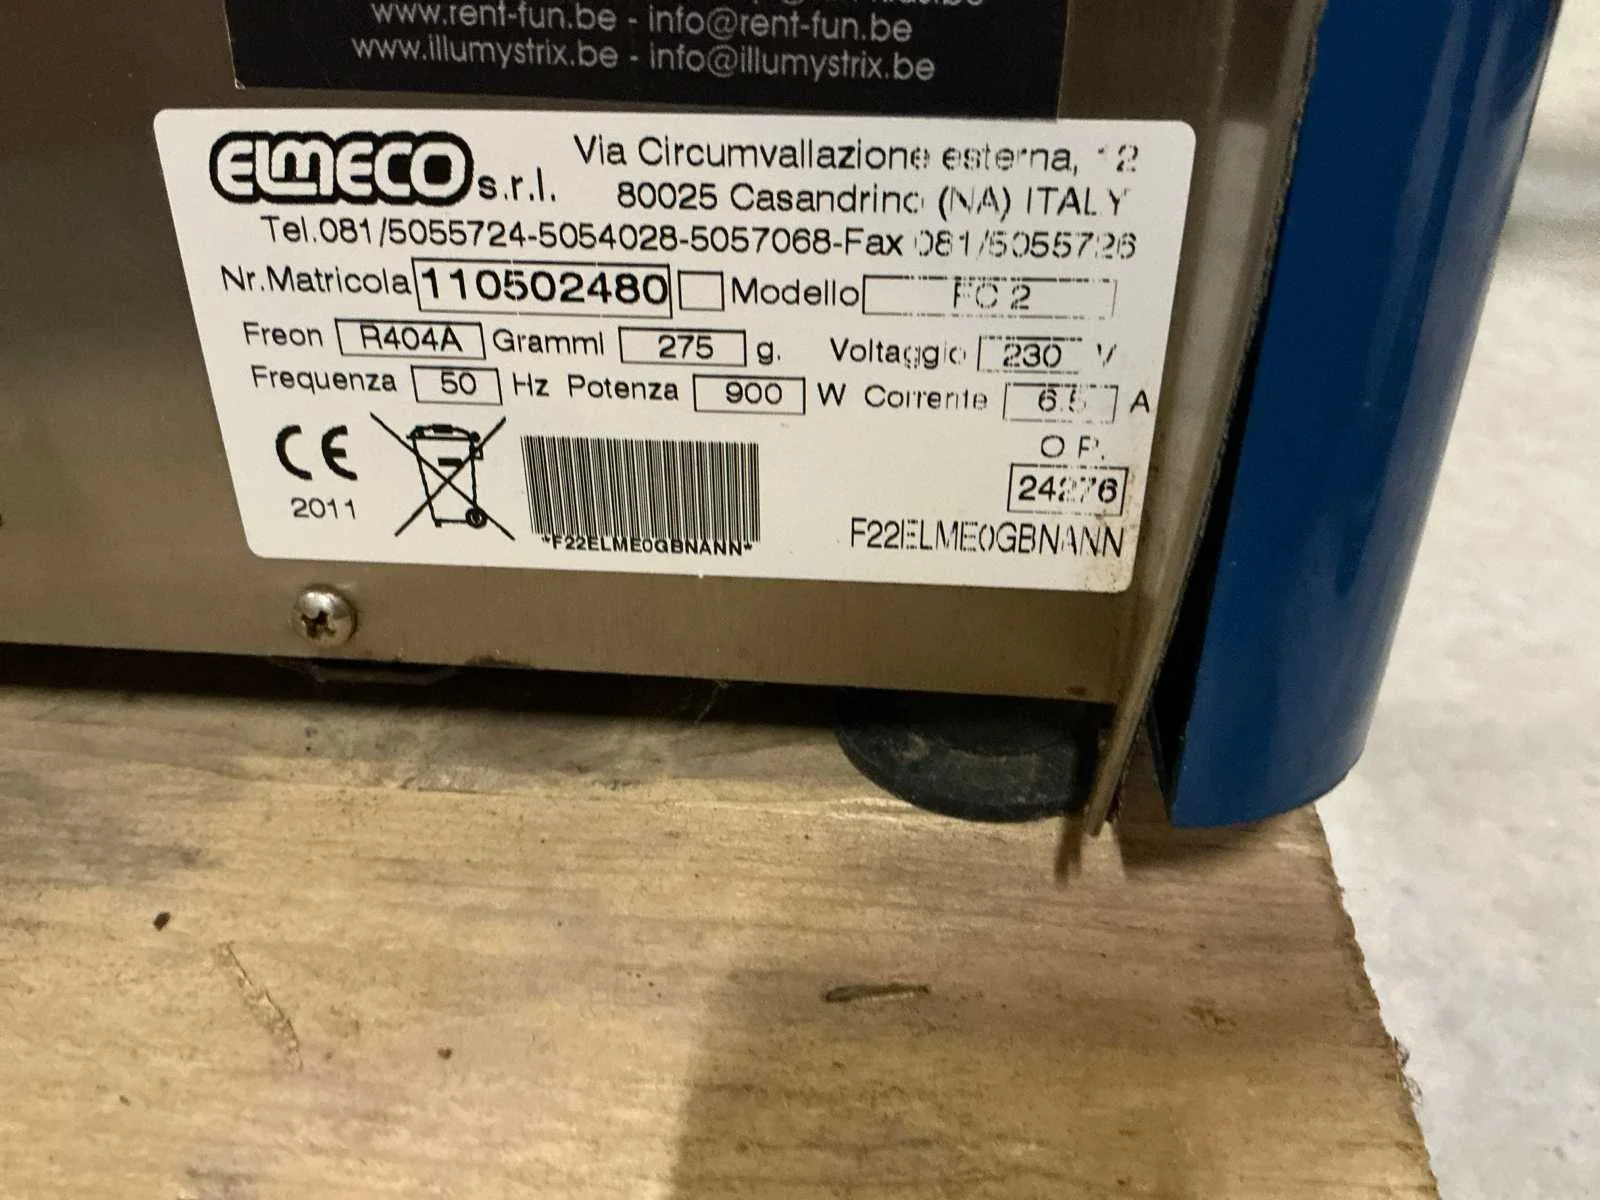 www.rent-fun.be - info@rent-fun.be
www.illumystrix.be - info@illumystrix.be
ELMECO s.r.l.
Via Circumvallazione esterna, 2
80025 Casandrino (NA) ITALY
Tel.081/5055724-5054028-5057068-Fax 081/5055726
Nr.Matricola 110502480 Modello FC 2
Freon R404A Grammi 275 g. Voltaggio 230 V
Frequenza 50 Hz Potenza 900 W Corrente 6.5 A
CE
2011
O P.
24276
*F22ELME0GBNANN*
F22ELME0GBNANN